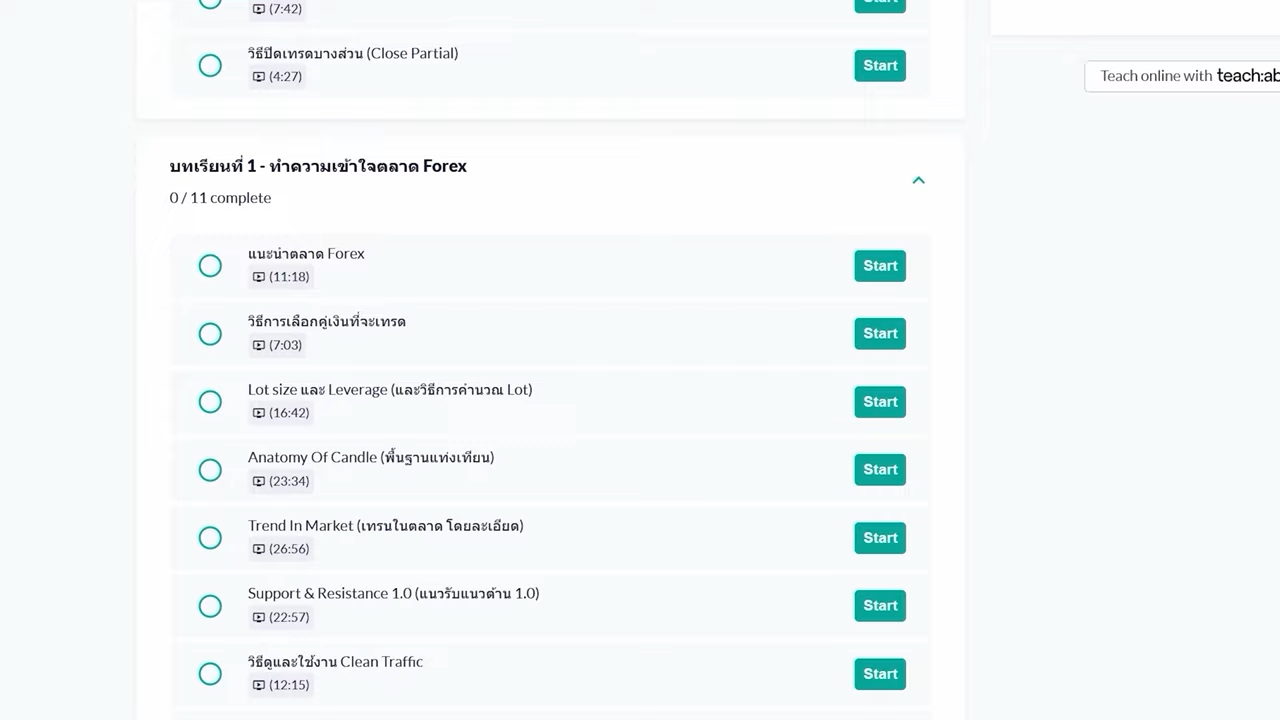 (7:42)
Start
วิธีปิดเทรดบางส่วน (Close Partial)
(4:27)
Start
Teach online with teach:ab
บทเรียนที่ 1 - ทำความเข้าใจตลาด Forex
0 / 11 complete
แนะนำตลาด Forex
(11:18)
Start
วิธีการเลือกคู่เงินที่จะเทรด
(7:03)
Start
Lot size และ Leverage (และวิธีการคำนวณ Lot)
(16:42)
Start
Anatomy Of Candle (พื้นฐานแท่งเทียน)
(23:34)
Start
Trend In Market (เทรนในตลาด โดยละเอียด)
(26:56)
Start
Support & Resistance 1.0 (แนวรับแนวต้าน 1.0)
(22:57)
Start
วิธีดูและใช้งาน Clean Traffic
(12:15)
Start